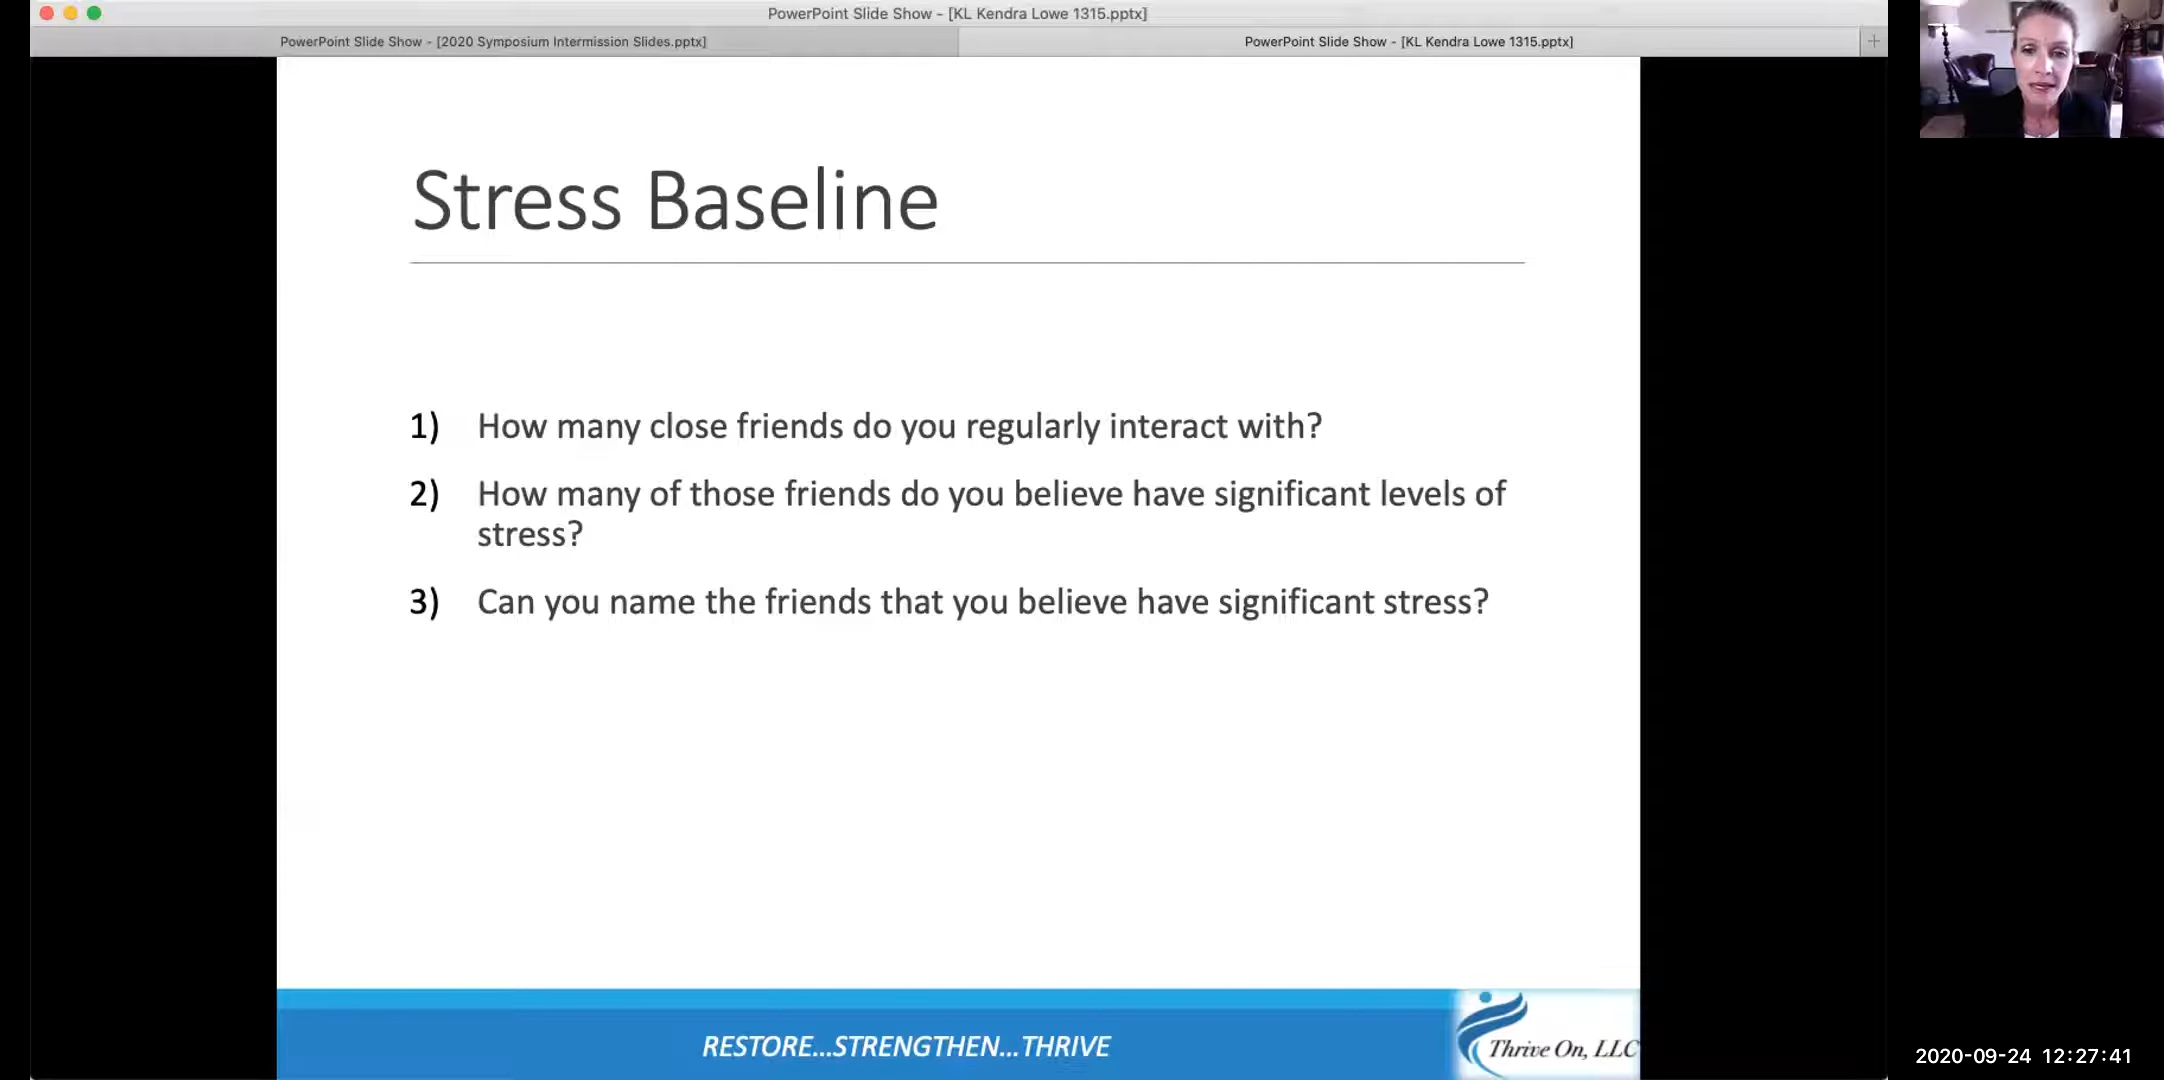 PowerPoint Slide Show - [KL Kendra Lowe 1315.pptx]
PowerPoint Slide Show - [2020 Symposium Intermission Slides.pptx]
PowerPoint Slide Show - [KL Kendra Lowe 1315.pptx]
Stress Baseline
1) How many close friends do you regularly interact with?
2) How many of those friends do you believe have significant levels of
stress?
3) Can you name the friends that you believe have significant stress?
RESTORE...STRENGTHEN...THRIVE
Thrive On, LLC
2020-09-24 12:27:41